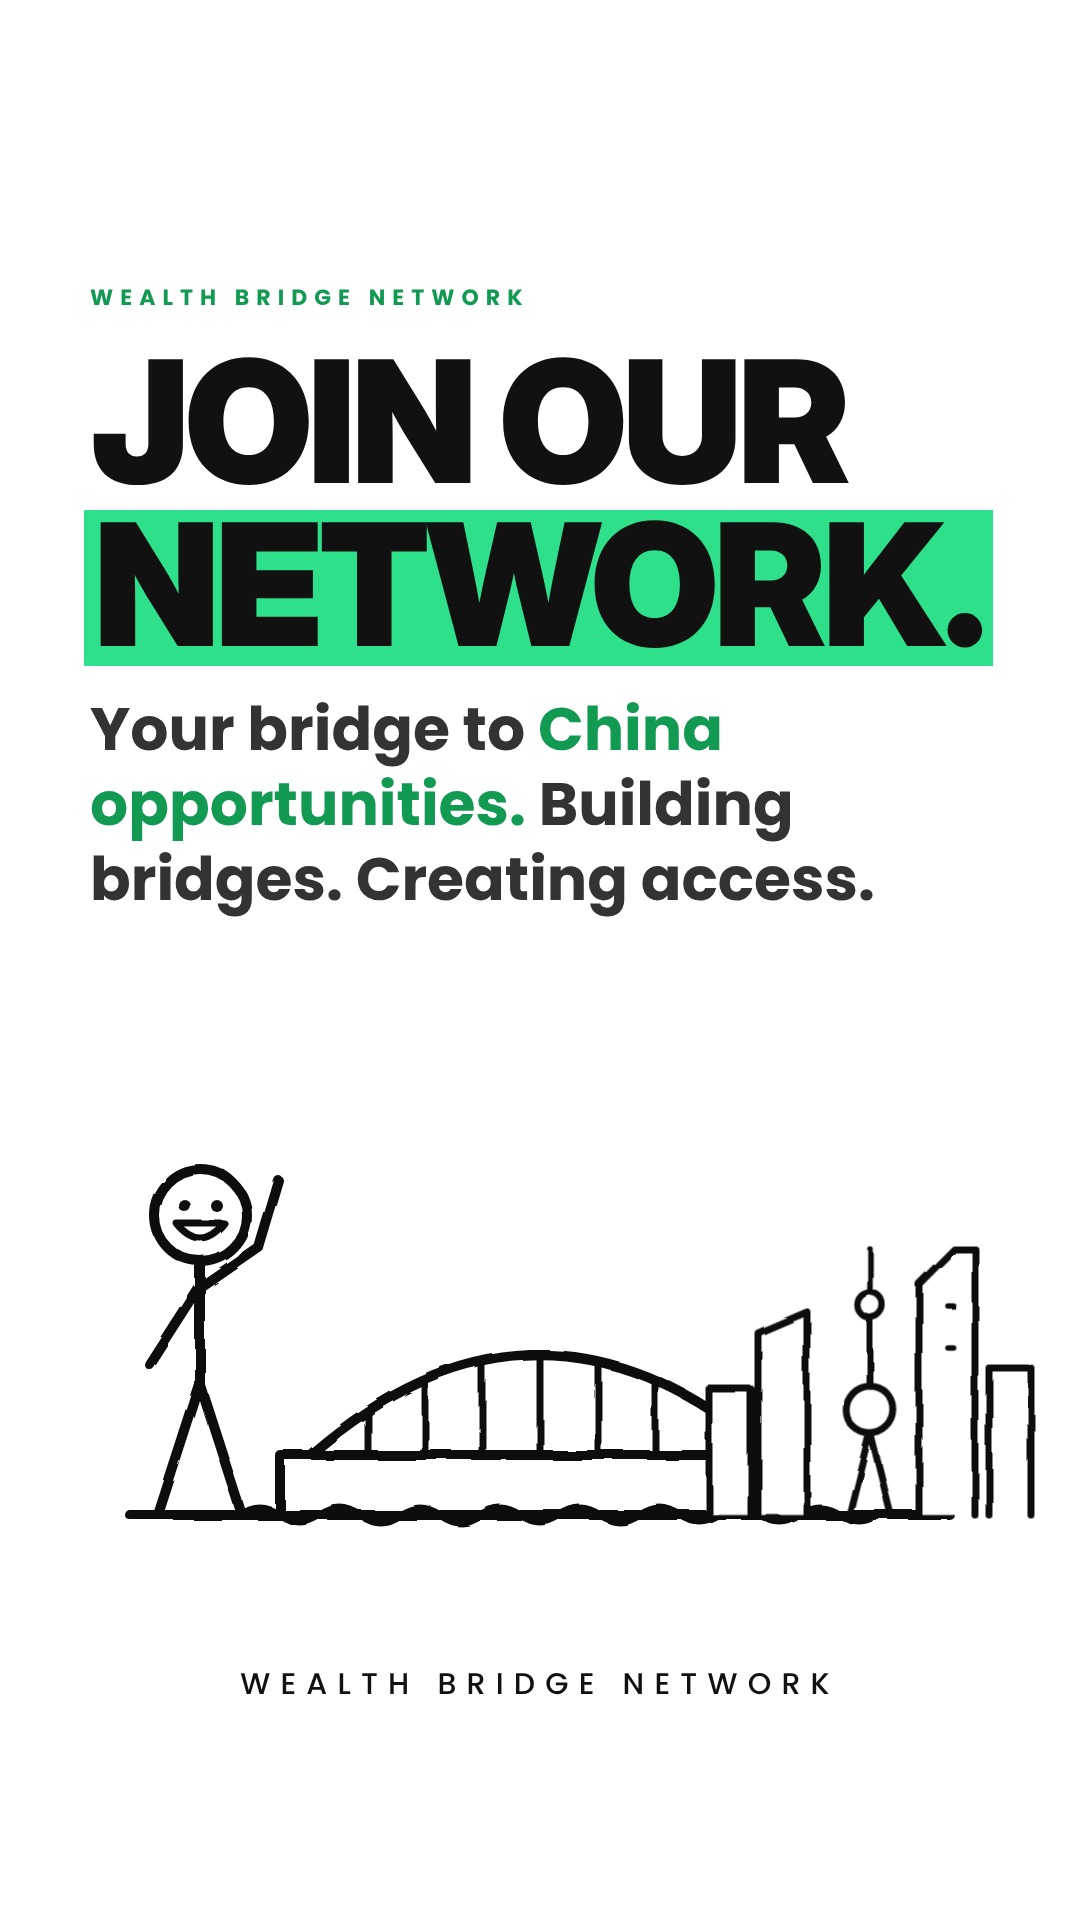 WEALTH BRIDGE NETWORK
JOIN OUR
NETWORK.
Your bridge to China
opportunities. Building
bridges. Creating access.
WEALTH BRIDGE NETWORK